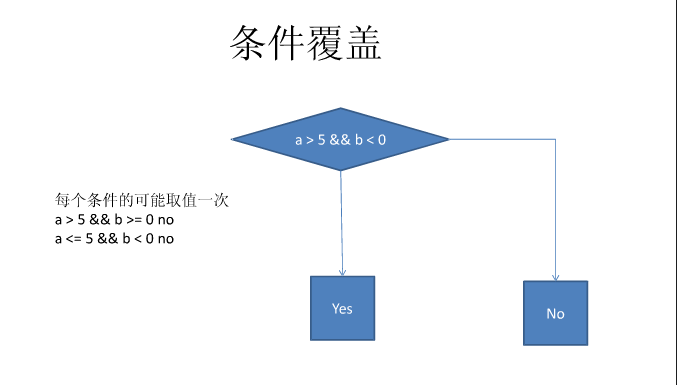 条件覆盖
a > 5 && b < 0
每个条件的可能取值一次
a > 5 && b >= 0 no
a <= 5 && b < 0 no
Yes
No